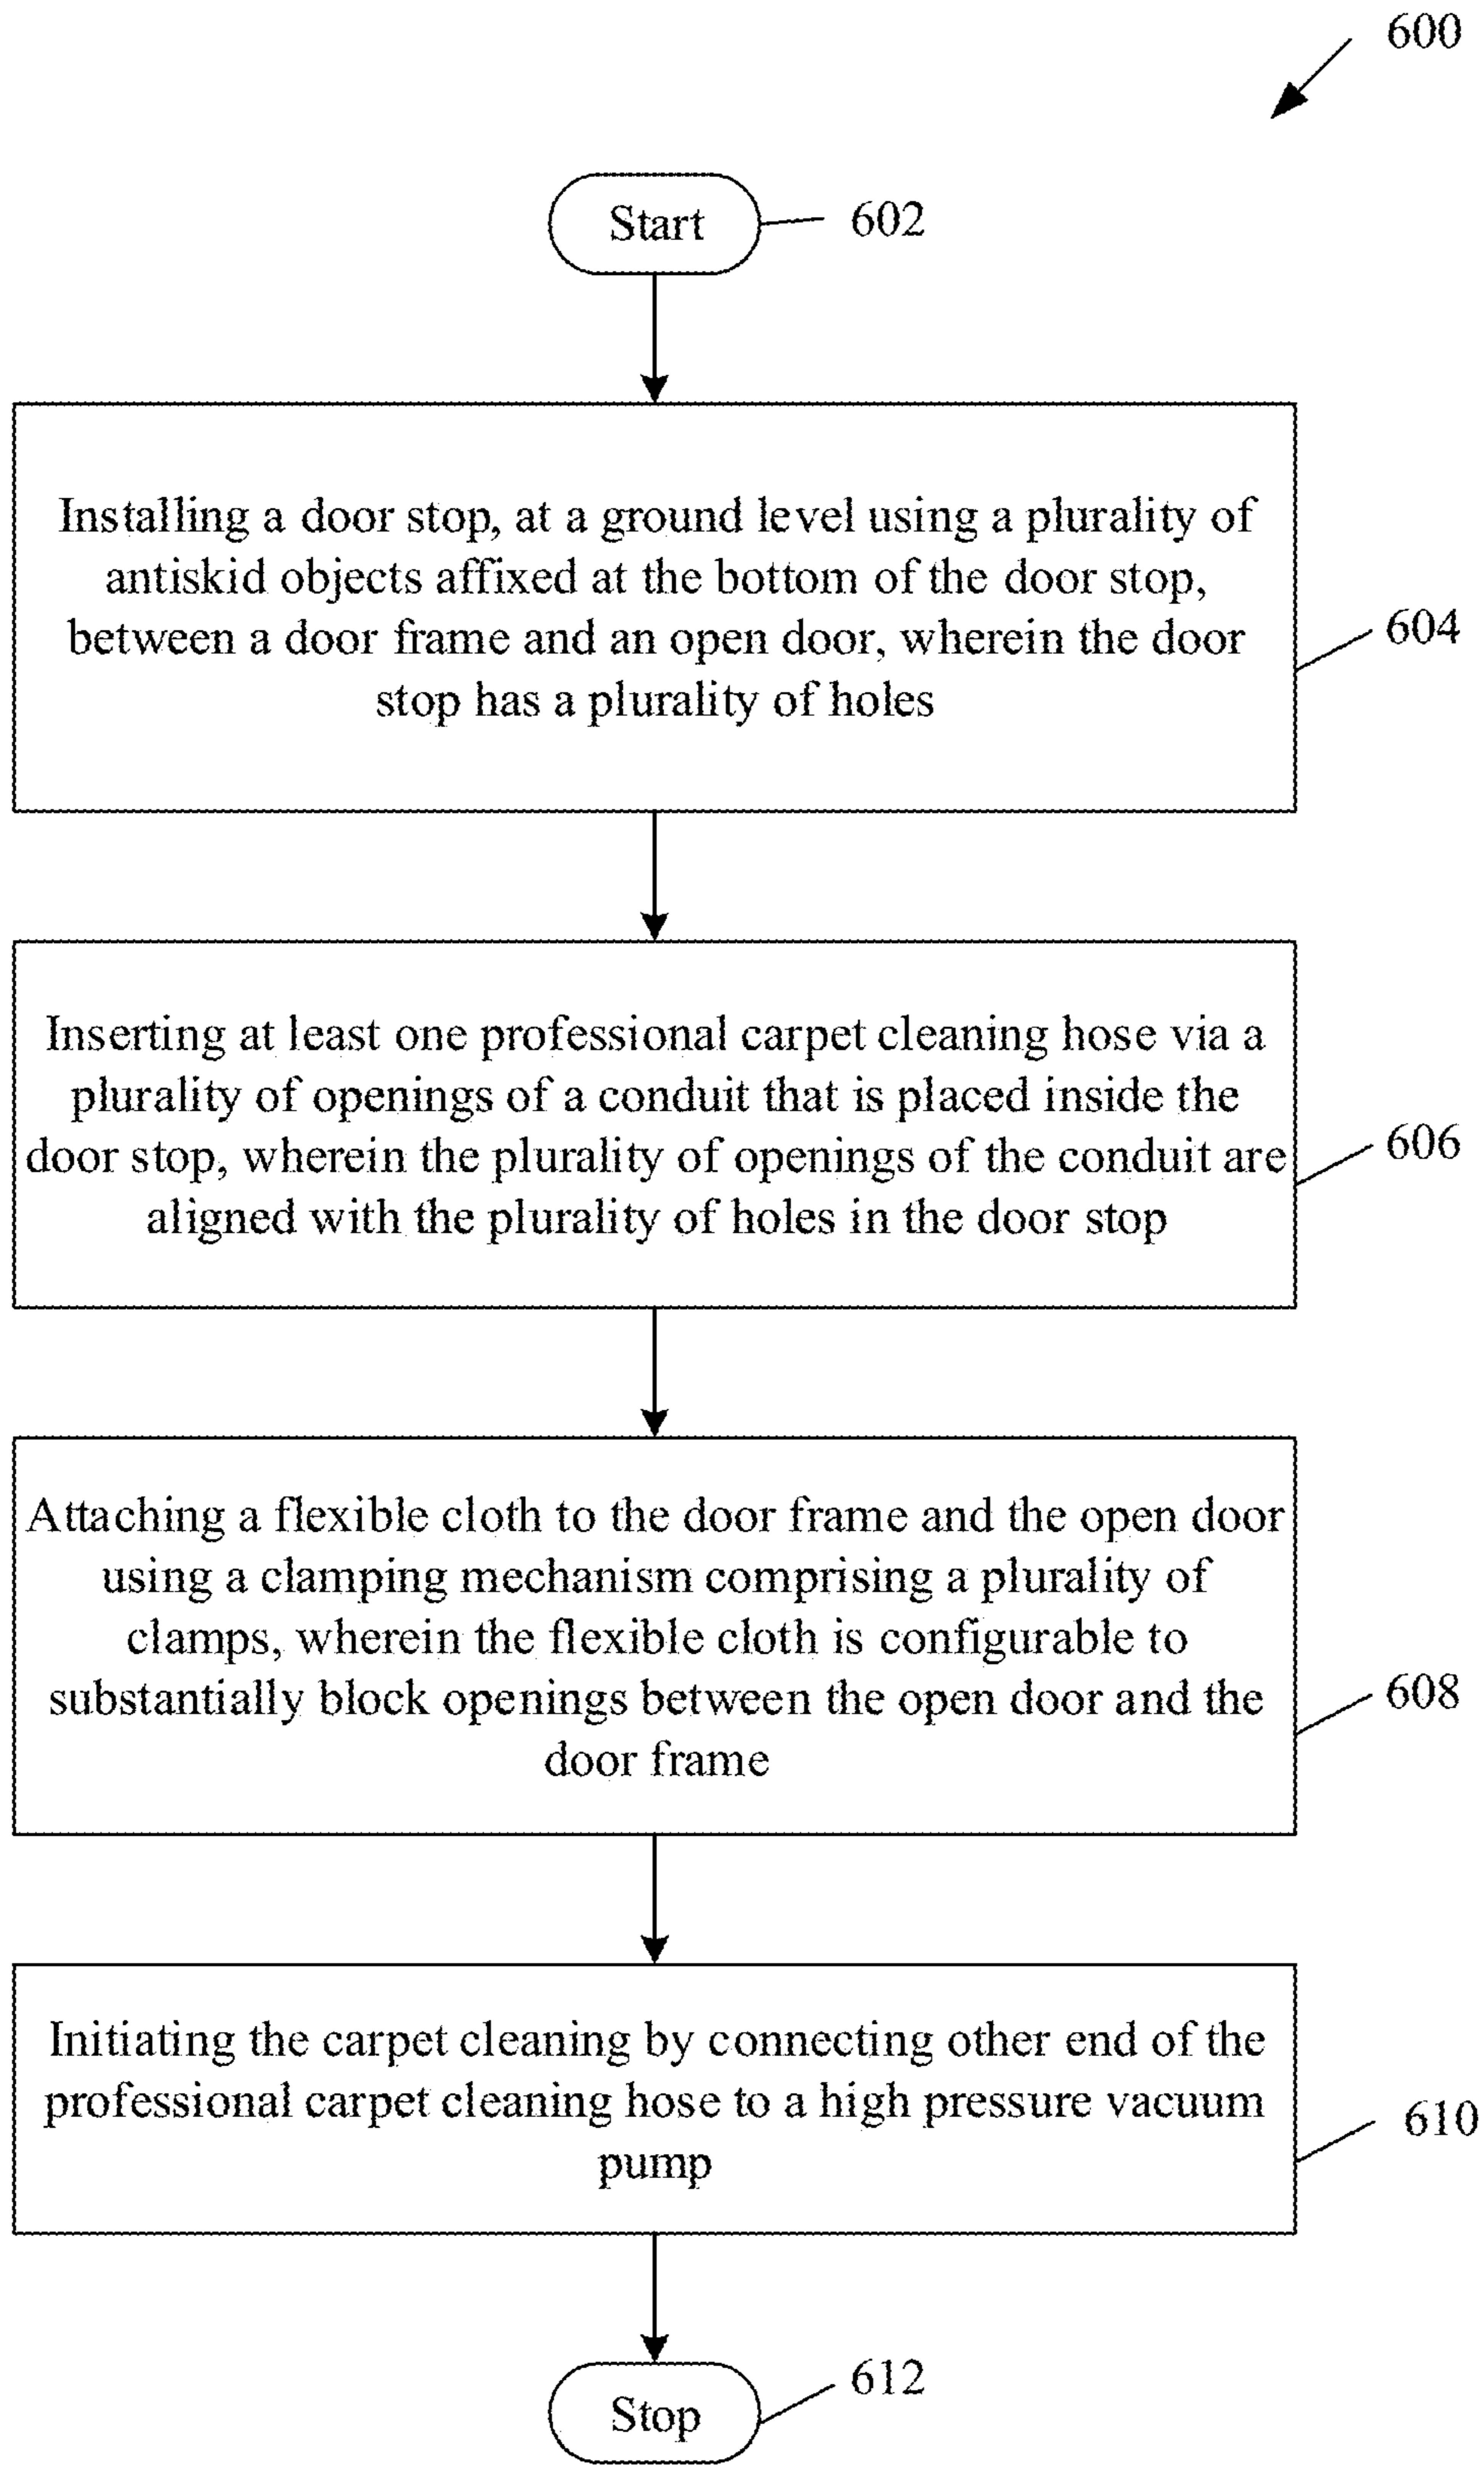 600
Start
602
Installing a door stop, at a ground level using a plurality of
antiskid objects affixed at the bottom of the door stop,
between a door frame and an open door, wherein the door
stop has a plurality of holes
604
Inserting at least one professional carpet cleaning hose via a
plurality of openings of a conduit that is placed inside the
door stop, wherein the plurality of openings of the conduit are
aligned with the plurality of holes in the door stop
606
Attaching a flexible cloth to the door frame and the open door
using a clamping mechanism comprising a plurality of
clamps, wherein the flexible cloth is configurable to
substantially block openings between the open door and the
door frame
608
Initiating the carpet cleaning by connecting other end of the
professional carpet cleaning hose to a high pressure vacuum
pump
610
Stop
612